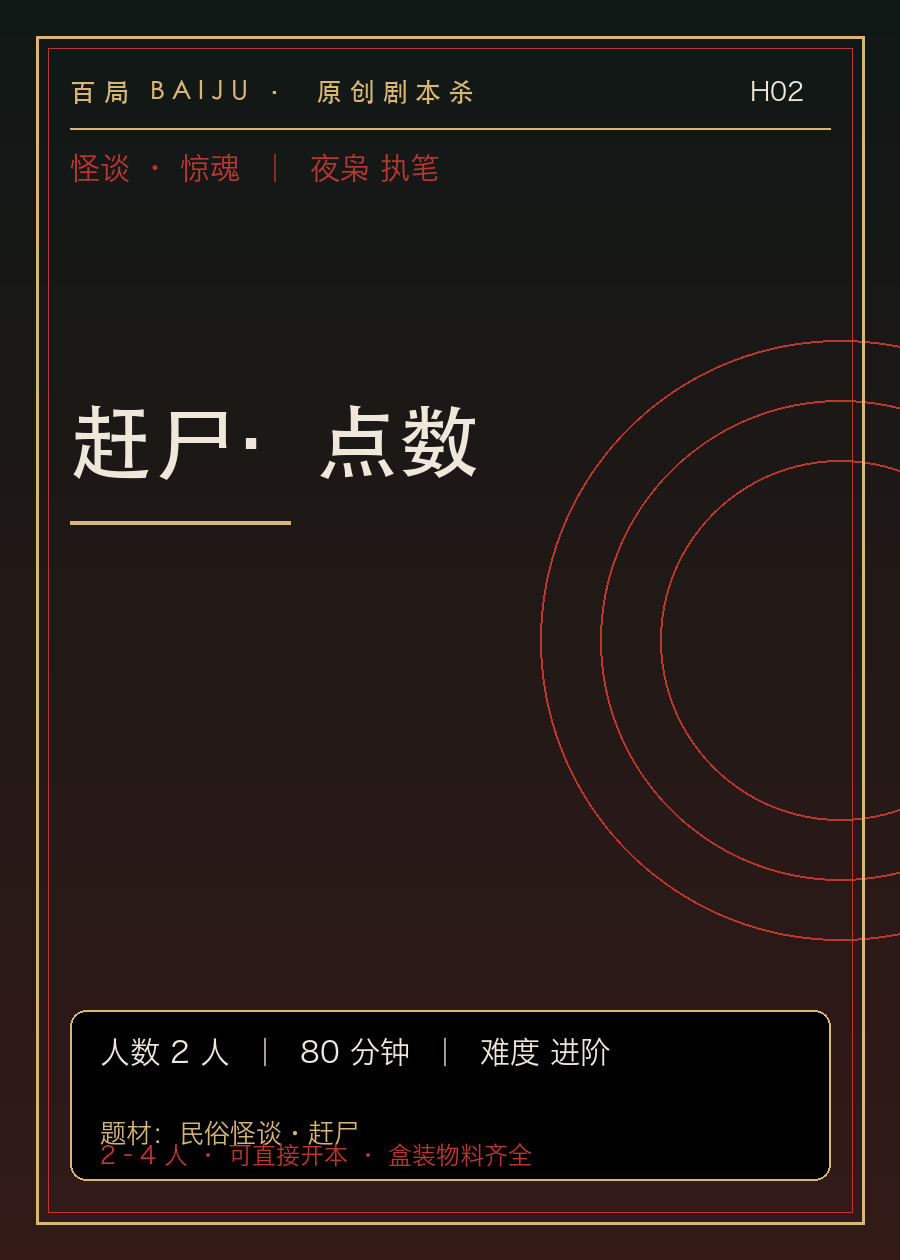 百局 BAIJU · 原创剧本杀 H02
怪谈 · 惊魂 | 夜枭 执笔
赶尸· 点数
人数 2 人 | 80 分钟 | 难度 进阶
题材: 民俗怪谈·赶尸
2-4 人 · 可直接开本 · 盒装物料齐全